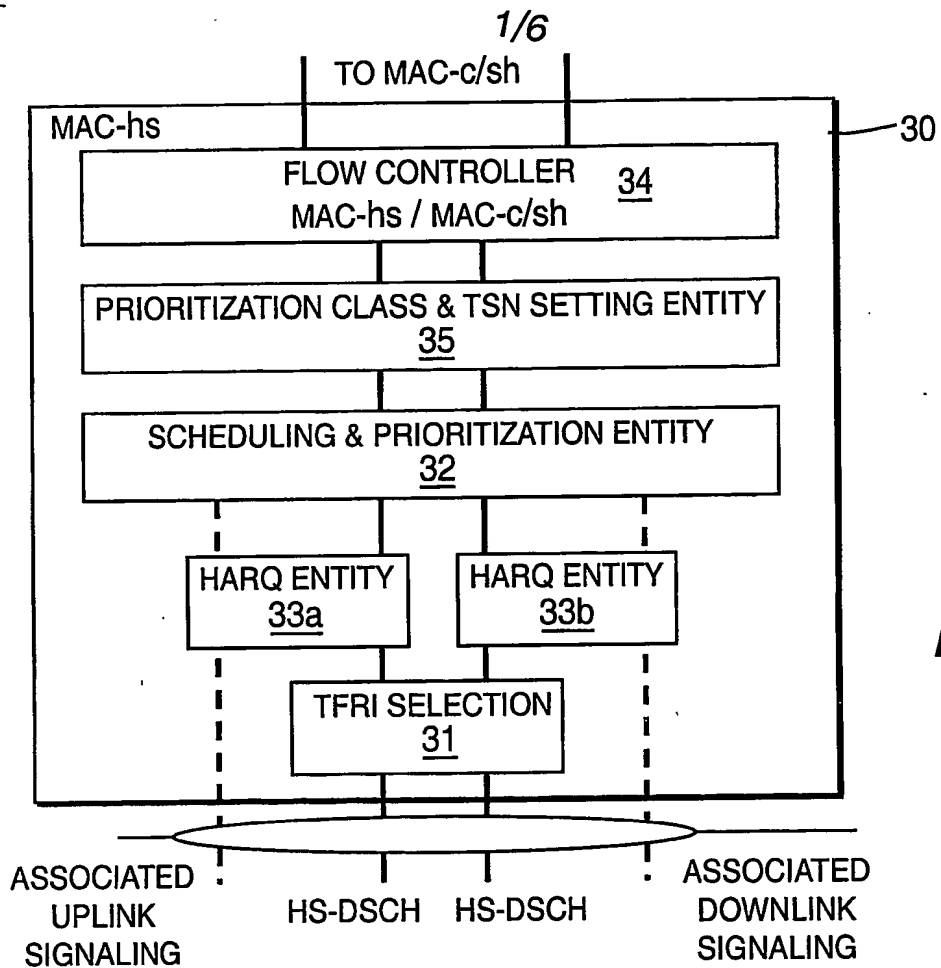 1/6
TO MAC-c/sh
MAC-hs
30
FLOW CONTROLLER
34
MAC-hs / MAC-c/sh
PRIORITIZATION CLASS & TSN SETTING ENTITY
35
SCHEDULING & PRIORITIZATION ENTITY
32
HARQ ENTITY
33a
HARQ ENTITY
33b
TFRI SELECTION
31
ASSOCIATED
UPLINK
SIGNALING
HS-DSCH
HS-DSCH
ASSOCIATED
DOWNLINK
SIGNALING